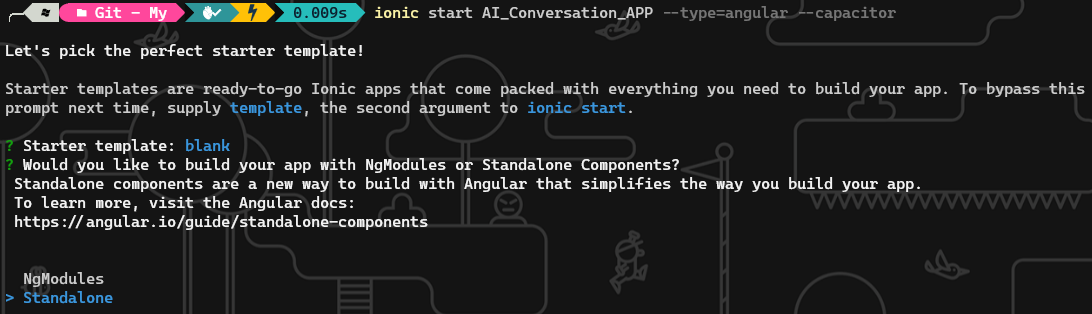 Git - My 0.009s ionic start AI_Conversation_APP --type=angular --capacitor
Let's pick the perfect starter template!
Starter templates are ready-to-go Ionic apps that come packed with everything you need to build your app. To bypass this
prompt next time, supply template, the second argument to ionic start.
? Starter template: blank
? Would you like to build your app with NgModules or Standalone Components?
Standalone components are a new way to build with Angular that simplifies the way you build your app.
To learn more, visit the Angular docs:
https://angular.io/guide/standalone-components
NgModules
> Standalone